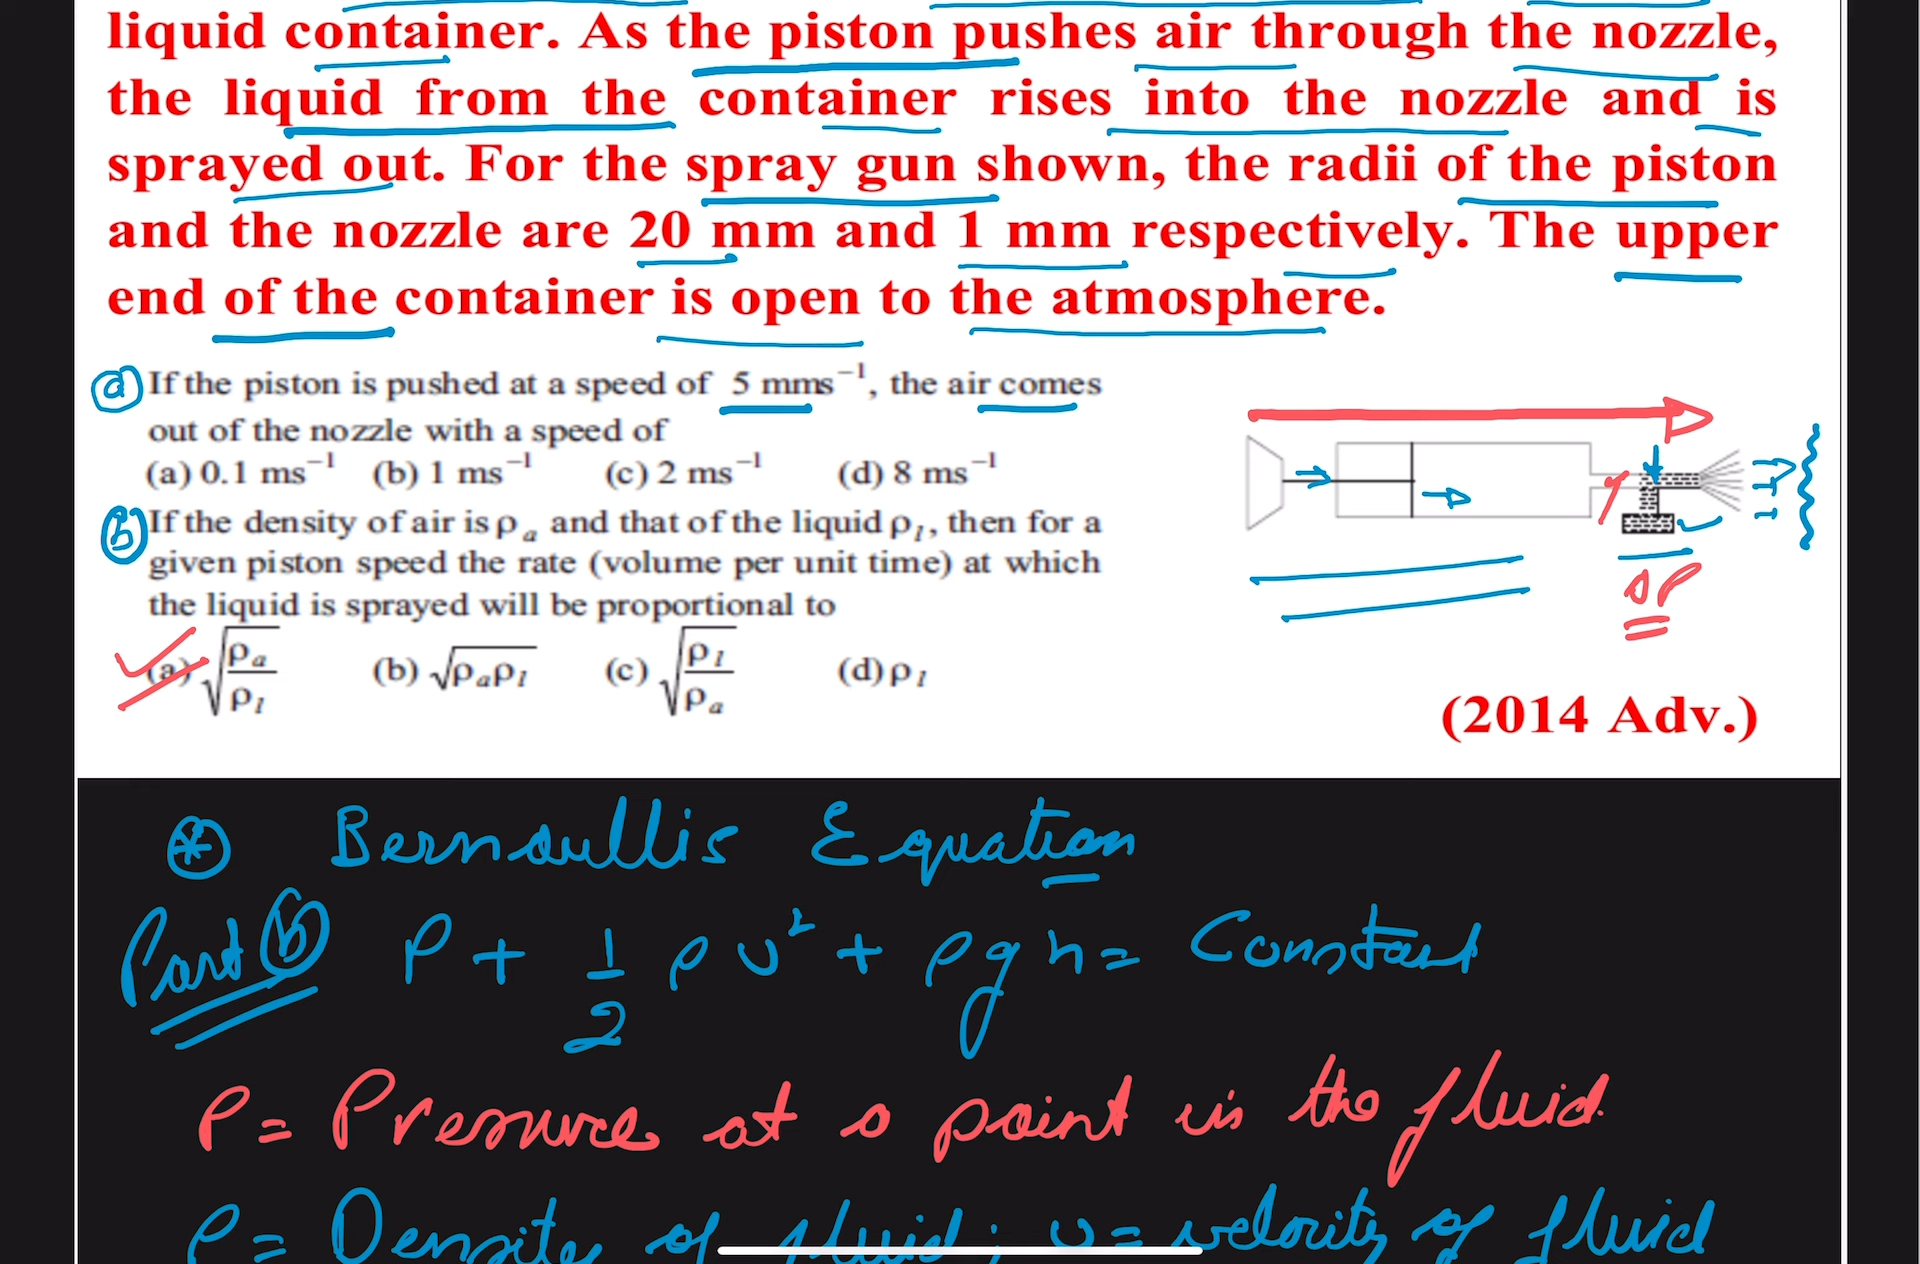 liquid container. As the piston pushes air through the nozzle,
the liquid from the container rises into the nozzle and is
sprayed out. For the spray gun shown, the radii of the piston
and the nozzle are 20 mm and 1 mm respectively. The upper
end of the container is open to the atmosphere.
(a) If the piston is pushed at a speed of 5 mms⁻¹, the air comes
out of the nozzle with a speed of
(a) 0.1 ms⁻¹ (b) 1 ms⁻¹ (c) 2 ms⁻¹ (d) 8 ms⁻¹
(b) If the density of air is ρₐ and that of the liquid ρₗ, then for a
given piston speed the rate (volume per unit time) at which
the liquid is sprayed will be proportional to
(a) √(ρₐ/ρₗ) (b) √(ρₐρₗ) (c) √(ρₗ/ρₐ) (d) ρₗ
ΔP
(2014 Adv.)
Bernoullis Equation
Part (b) P + 1/2 ρv² + ρgh = Constant
P = Pressure at a point in the fluid
ρ = Density of fluid; v = velocity of fluid